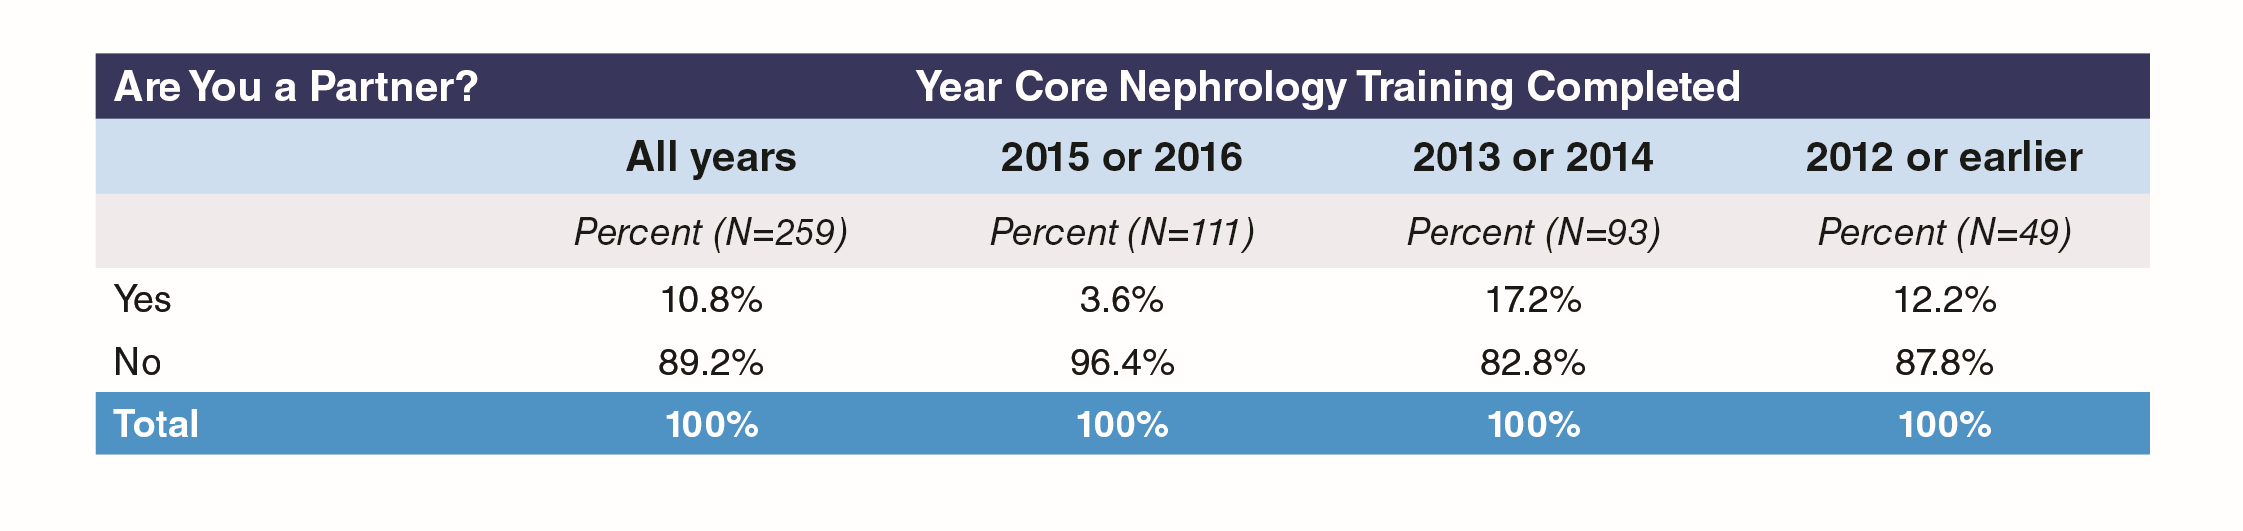 Are You a Partner? Year Core Nephrology Training Completed
All years 2015 or 2016 2013 or 2014 2012 or earlier
Percent (N=259) Percent (N=111) Percent (N=93) Percent (N=49)
Yes 10.8% 3.6% 17.2% 12.2%
No 89.2% 96.4% 82.8% 87.8%
Total 100% 100% 100% 100%